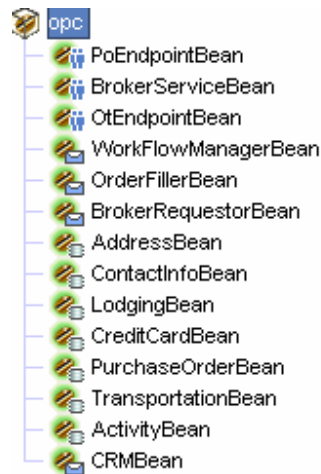 opc
PoEndpointBean
BrokerServiceBean
OtEndpointBean
WorkFlowManagerBean
OrderFillerBean
BrokerRequestorBean
AddressBean
ContactInfoBean
LodgingBean
CreditCardBean
PurchaseOrderBean
TransportationBean
ActivityBean
CRMBean